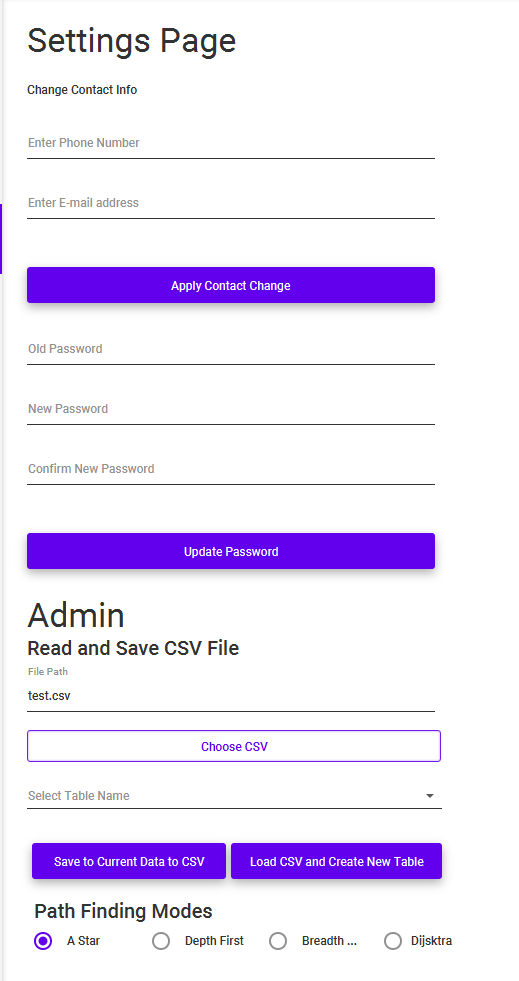 Settings Page
Change Contact Info
Enter Phone Number
Enter E-mail address
Apply Contact Change
Old Password
New Password
Confirm New Password
Update Password
Admin
Read and Save CSV File
File Path
test.csv
Choose CSV
Select Table Name
Save to Current Data to CSV Load CSV and Create New Table
Path Finding Modes
A Star Depth First Breadth ... Dijsktra